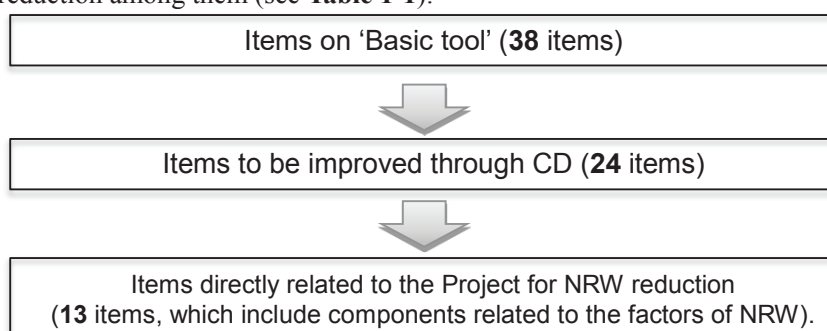 reduction among them (see Table 1-1).
Items on ‘Basic tool’ (38 items)
Items to be improved through CD (24 items)
Items directly related to the Project for NRW reduction
(13 items, which include components related to the factors of NRW).